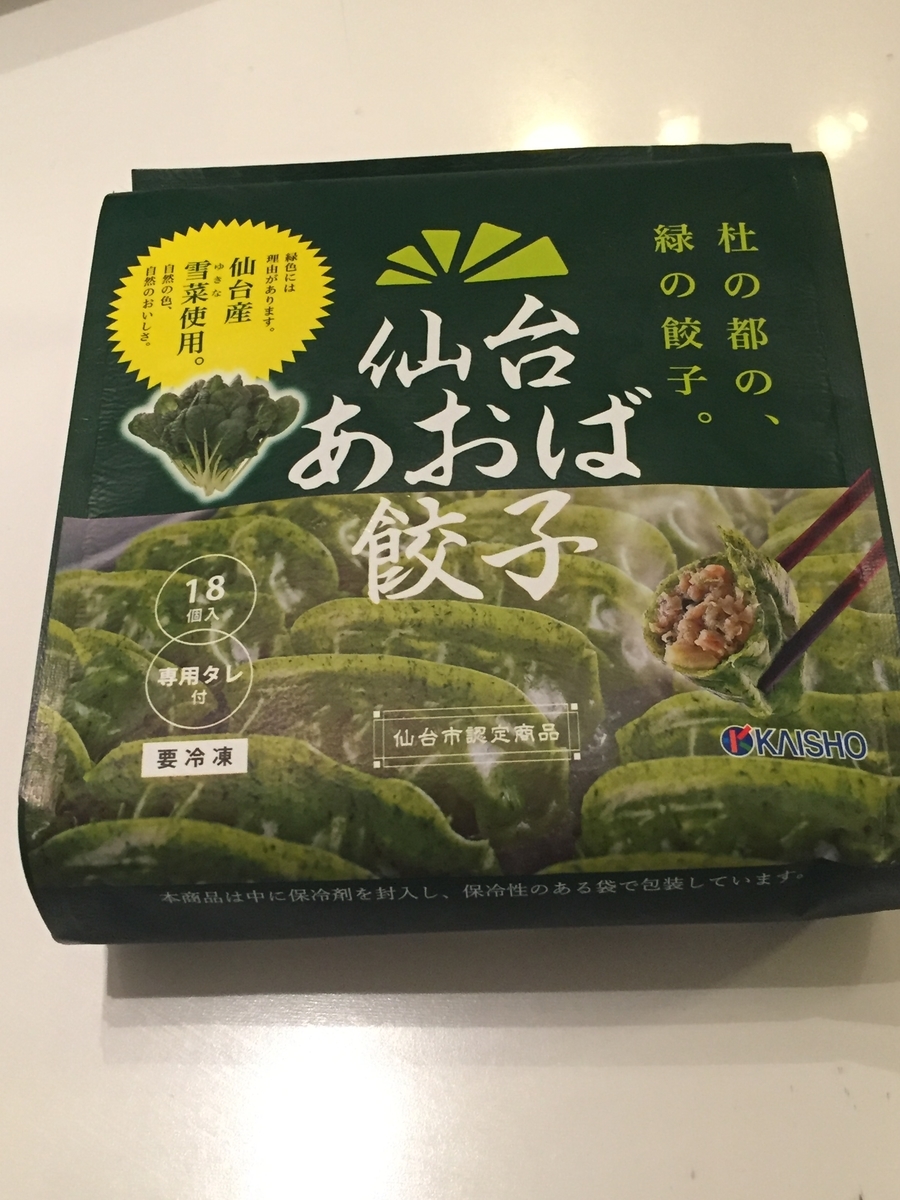 杜の都の、
緑の餃子。
緑色には
理由があります。
仙台産
ゆきな
雪菜使用。
自然の色、
自然のおいしさ。
仙台
あおば
餃子
18
個入
専用タレ
付
要冷凍
仙台市認定商品
KAISHO
本商品は中に保冷剤を封入し、保冷性のある袋で包装しています。